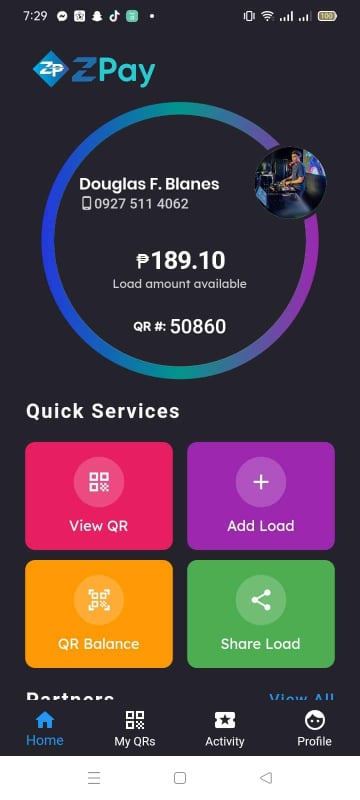 7:29
100
ZP ZPay
Douglas F. Blanes
0927 511 4062
₱189.10
Load amount available
QR #: 50860
Quick Services
View QR
Add Load
QR Balance
Share Load
Partners View All
Home
My QRs
Activity
Profile